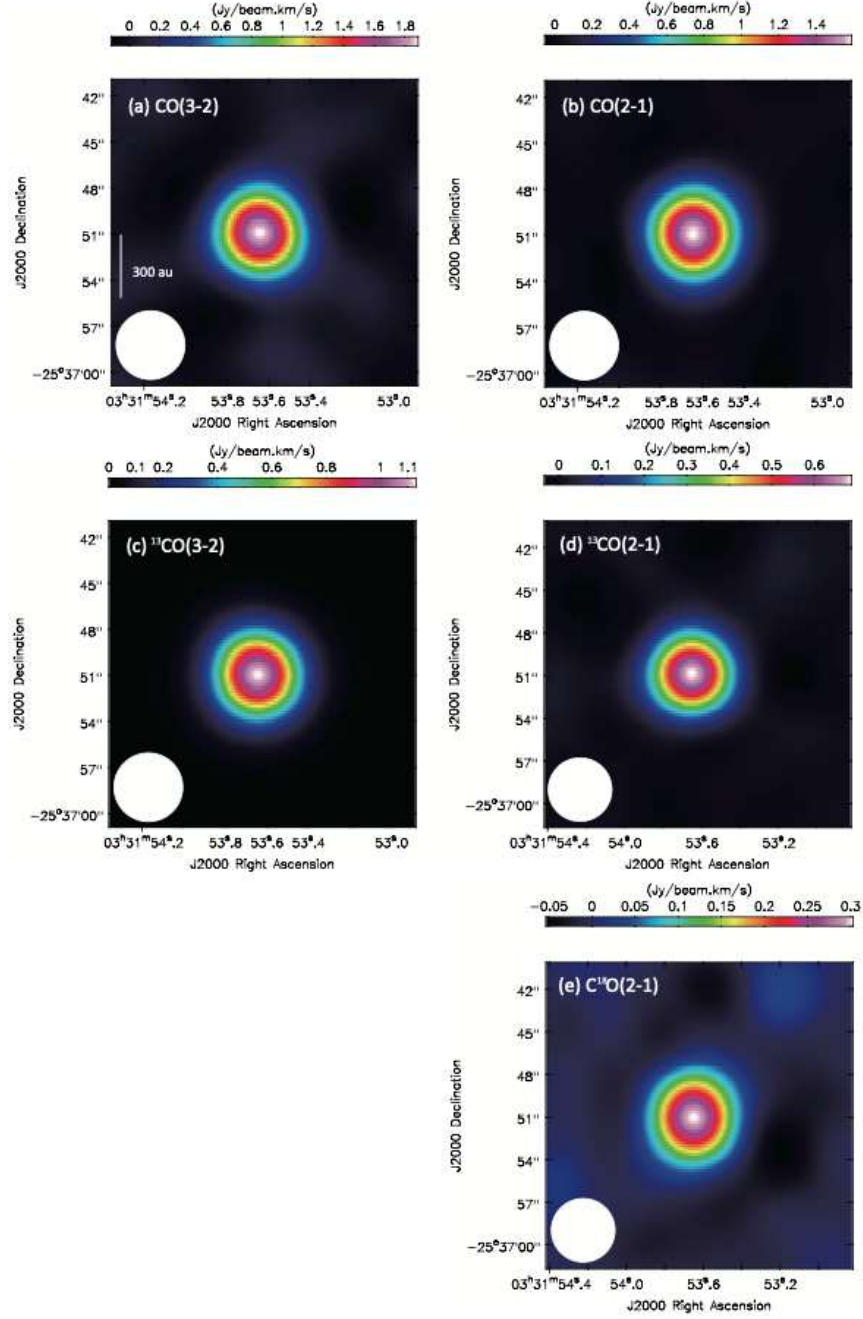 (Jy/beam.km/s)
0 0.2 0.4 0.6 0.8 1 1.2 1.4 1.6 1.8
(a) CO(3-2)
42"
45"
48"
51"
54"
57"
−25°37'00"
J2000 Declination
300 au
03ʰ31ᵐ54ˢ.2 53ˢ.8 53ˢ.6 53ˢ.4 53ˢ.0
J2000 Right Ascension
(Jy/beam.km/s)
0 0.2 0.4 0.6 0.8 1 1.2 1.4
(b) CO(2-1)
42"
45"
48"
51"
54"
57"
−25°37'00"
J2000 Declination
03ʰ31ᵐ54ˢ.2 53ˢ.8 53ˢ.6 53ˢ.4 53ˢ.0
J2000 Right Ascension
(Jy/beam.km/s)
0 0.1 0.2 0.4 0.6 0.8 1 1.1
(c) ¹³CO(3-2)
42"
45"
48"
51"
54"
57"
−25°37'00"
J2000 Declination
03ʰ31ᵐ54ˢ.2 53ˢ.8 53ˢ.6 53ˢ.4 53ˢ.0
J2000 Right Ascension
(Jy/beam.km/s)
0 0.1 0.2 0.3 0.4 0.5 0.6
(d) ¹³CO(2-1)
42"
45"
48"
51"
54"
57"
−25°37'00"
J2000 Declination
03ʰ31ᵐ54ˢ.4 54ˢ.0 53ˢ.6 53ˢ.2
J2000 Right Ascension
(Jy/beam.km/s)
−0.05 0 0.05 0.1 0.15 0.2 0.25 0.3
(e) C¹⁸O(2-1)
42"
45"
48"
51"
54"
57"
−25°37'00"
J2000 Declination
03ʰ31ᵐ54ˢ.4 54ˢ.0 53ˢ.6 53ˢ.2
J2000 Right Ascension